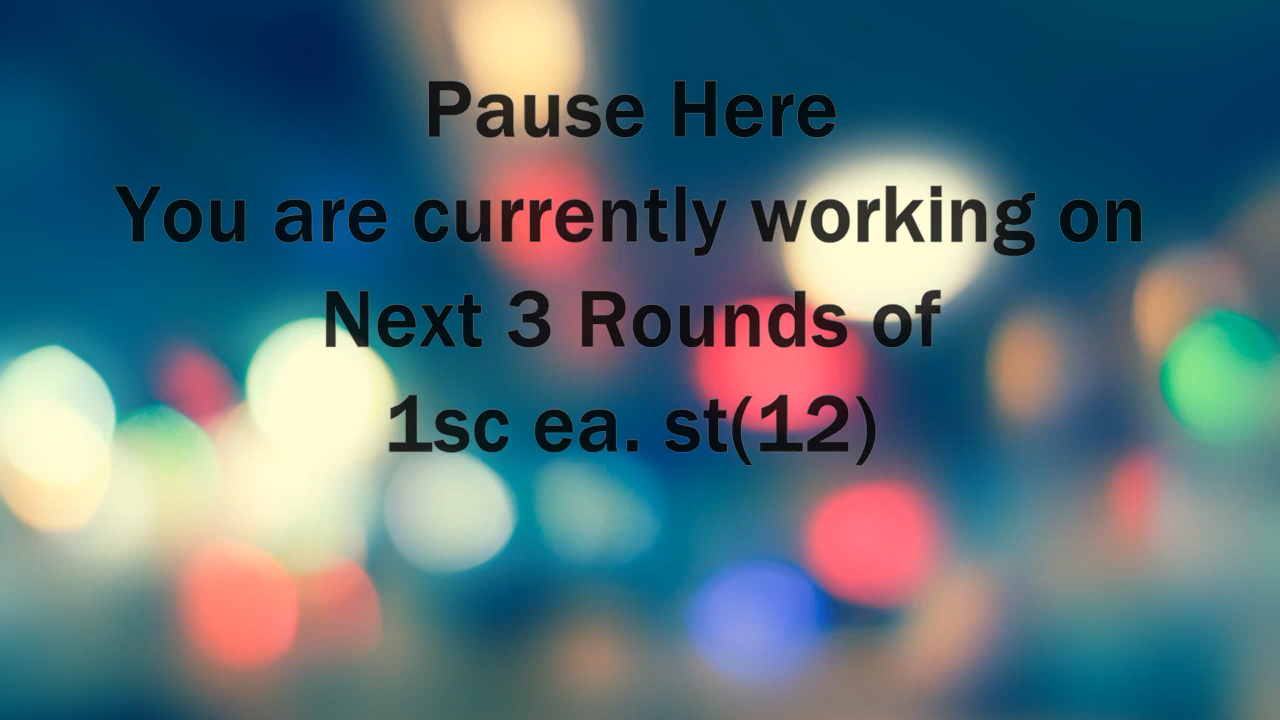 Pause Here
You are currently working on
Next 3 Rounds of
1sc ea. st(12)